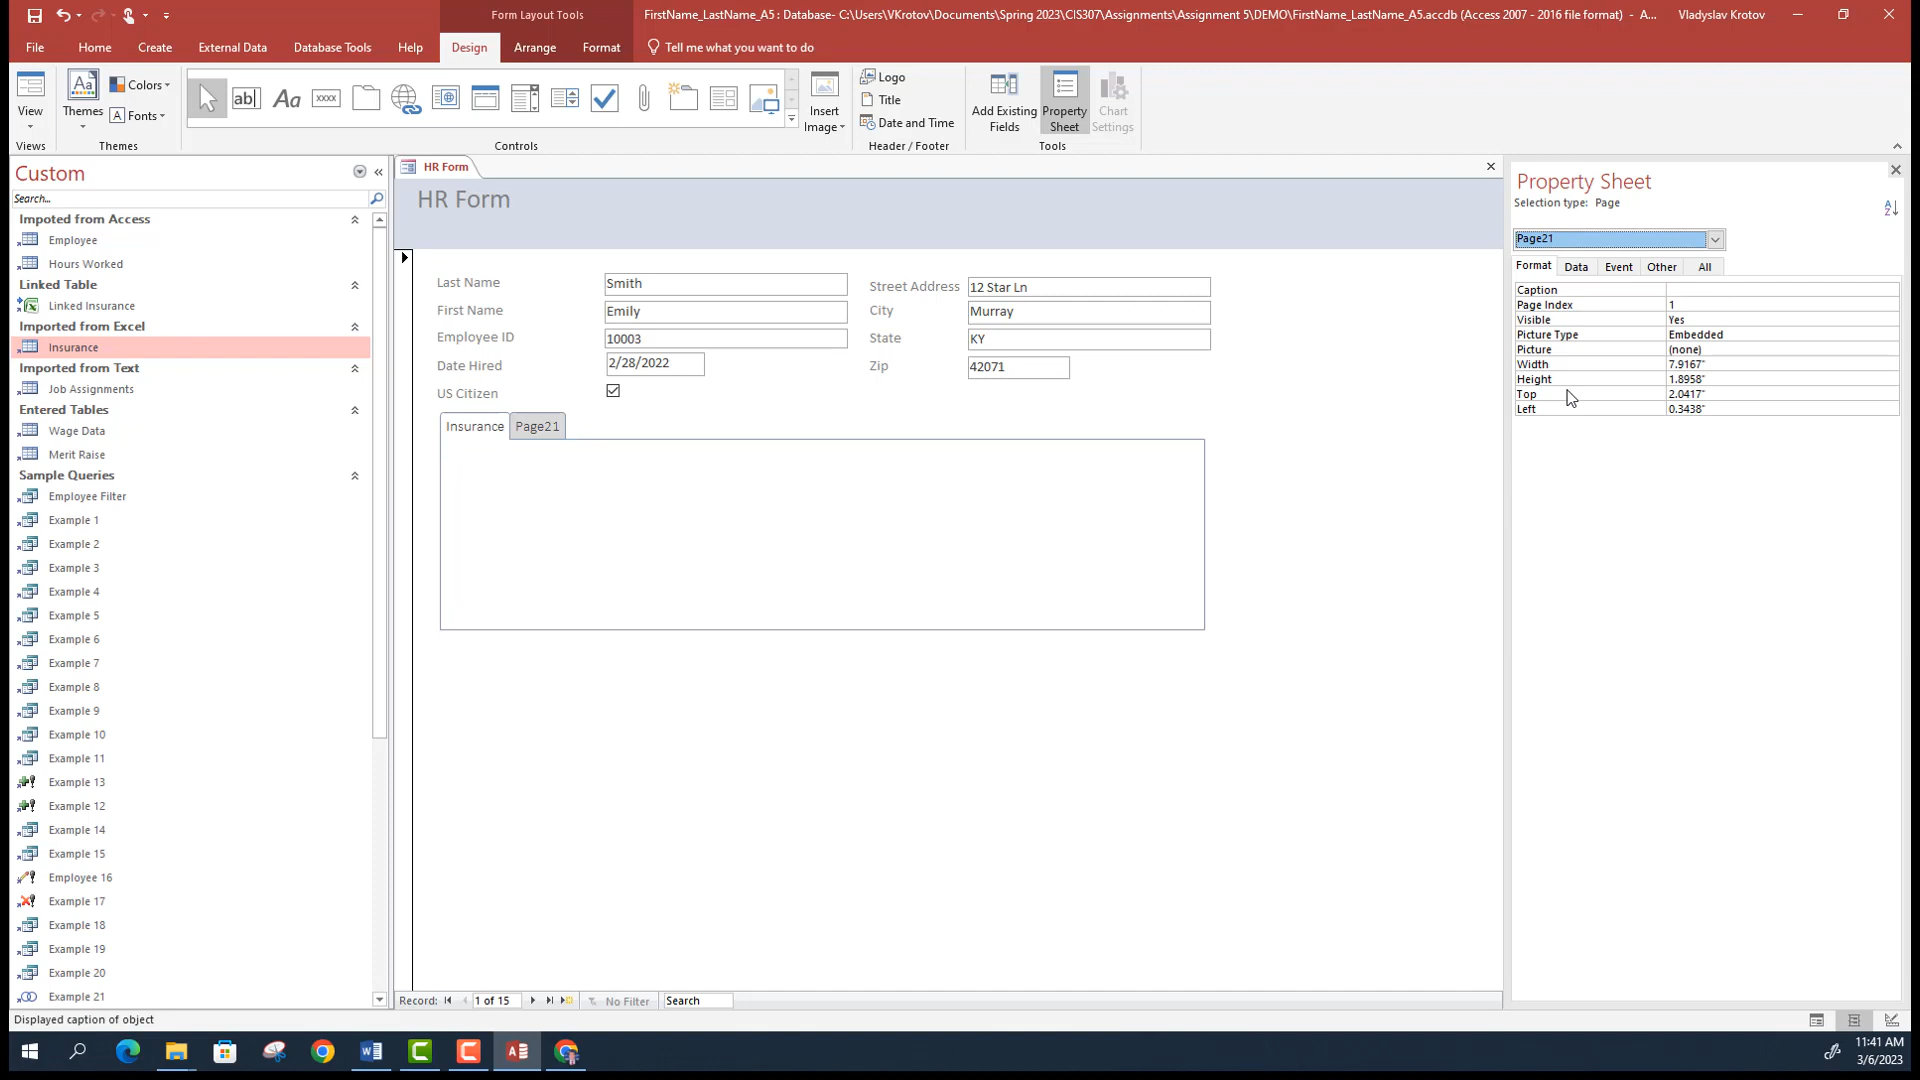 Form Layout Tools
FirstName_LastName_A5 : Database- C:\Users\VKrotov\Documents\Spring 2023\CIS307\Assignments\Assignment 5\DEMO\FirstName_LastName_A5.accdb (Access 2007 - 2016 file format) - A...
Vladyslav Krotov
File
Home
Create
External Data
Database Tools
Help
Design
Arrange
Format
Tell me what you want to do
View
Views
Aa
Themes
Colors
A Fonts
Themes
ab|
Aa
xxxx
Controls
Insert
Image
Logo
Title
Date and Time
Header / Footer
Add Existing
Fields
Property
Sheet
Chart
Settings
Tools
Custom
Search...
Impoted from Access
Employee
Hours Worked
Linked Table
Linked Insurance
Imported from Excel
Insurance
Imported from Text
Job Assignments
Entered Tables
Wage Data
Merit Raise
Sample Queries
Employee Filter
Example 1
Example 2
Example 3
Example 4
Example 5
Example 6
Example 7
Example 8
Example 9
Example 10
Example 11
Example 13
Example 12
Example 14
Example 15
Employee 16
Example 17
Example 18
Example 19
Example 20
Example 21
HR Form
HR Form
Last Name Smith
First Name Emily
Employee ID 10003
Date Hired 2/28/2022
US Citizen
Street Address 12 Star Ln
City Murray
State KY
Zip 42071
Insurance Page21
Record: 1 of 15 No Filter Search
Property Sheet
Selection type: Page
A
Z
Page21
Format Data Event Other All
Caption
Page Index 1
Visible Yes
Picture Type Embedded
Picture (none)
Width 7.9167"
Height 1.8958"
Top 2.0417"
Left 0.3438"
Displayed caption of object
11:41 AM
3/6/2023